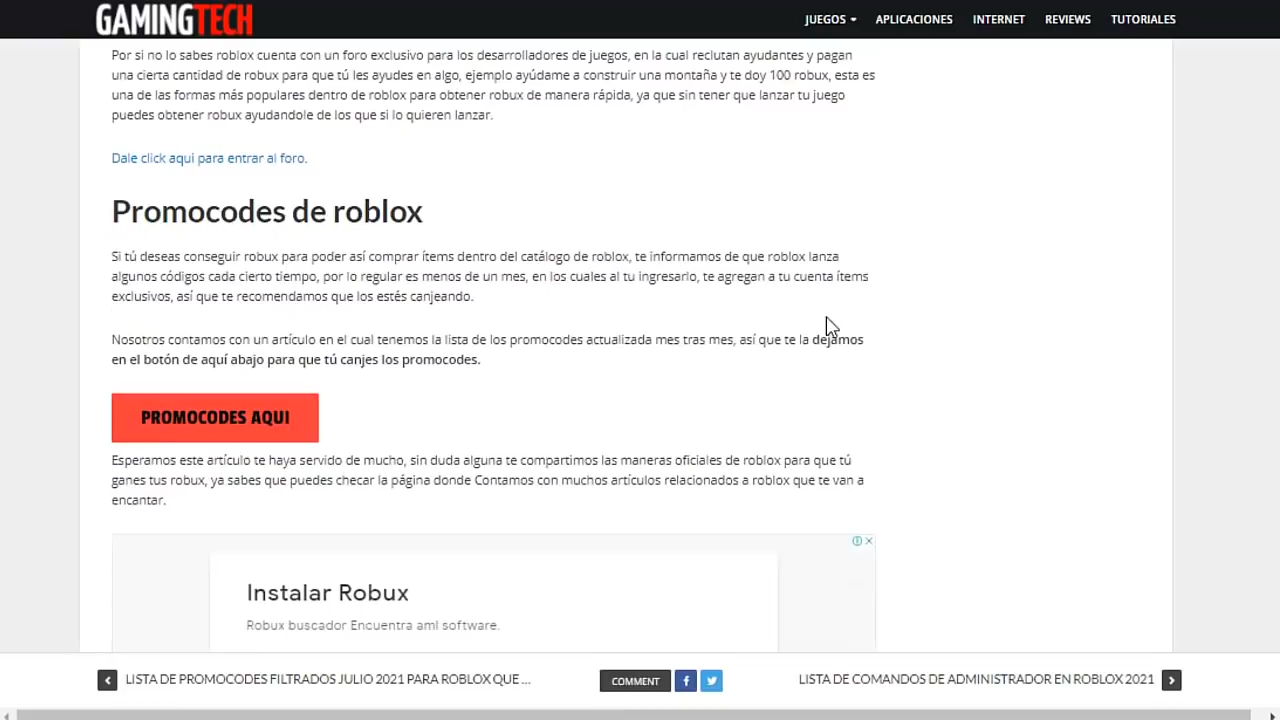 GAMINGTECH
JUEGOS
APLICACIONES
INTERNET
REVIEWS
TUTORIALES
Por si no lo sabes roblox cuenta con un foro exclusivo para los desarrolladores de juegos, en la cual reclutan ayudantes y pagan
una cierta cantidad de robux para que tú les ayudes en algo, ejemplo ayúdame a construir una montaña y te doy 100 robux, esta es
una de las formas más populares dentro de roblox para obtener robux de manera rápida, ya que sin tener que lanzar tu juego
puedes obtener robux ayudandole de los que si lo quieren lanzar.
Dale click aqui para entrar al foro.
Promocodes de roblox
Si tú deseas conseguir robux para poder así comprar ítems dentro del catálogo de roblox, te informamos de que roblox lanza
algunos códigos cada cierto tiempo, por lo regular es menos de un mes, en los cuales al tu ingresarlo, te agregan a tu cuenta ítems
exclusivos, así que te recomendamos que los estés canjeando.
Nosotros contamos con un artículo en el cual tenemos la lista de los promocodes actualizada mes tras mes, así que te la dejamos
en el botón de aquí abajo para que tú canjes los promocodes.
PROMOCODES AQUI
Esperamos este artículo te haya servido de mucho, sin duda alguna te compartimos las maneras oficiales de roblox para que tú
ganes tus robux, ya sabes que puedes checar la página donde Contamos con muchos artículos relacionados a roblox que te van a
encantar.
Instalar Robux
Robux buscador Encuentra aml software.
LISTA DE PROMOCODES FILTRADOS JULIO 2021 PARA ROBLOX QUE ...
COMMENT
LISTA DE COMANDOS DE ADMINISTRADOR EN ROBLOX 2021